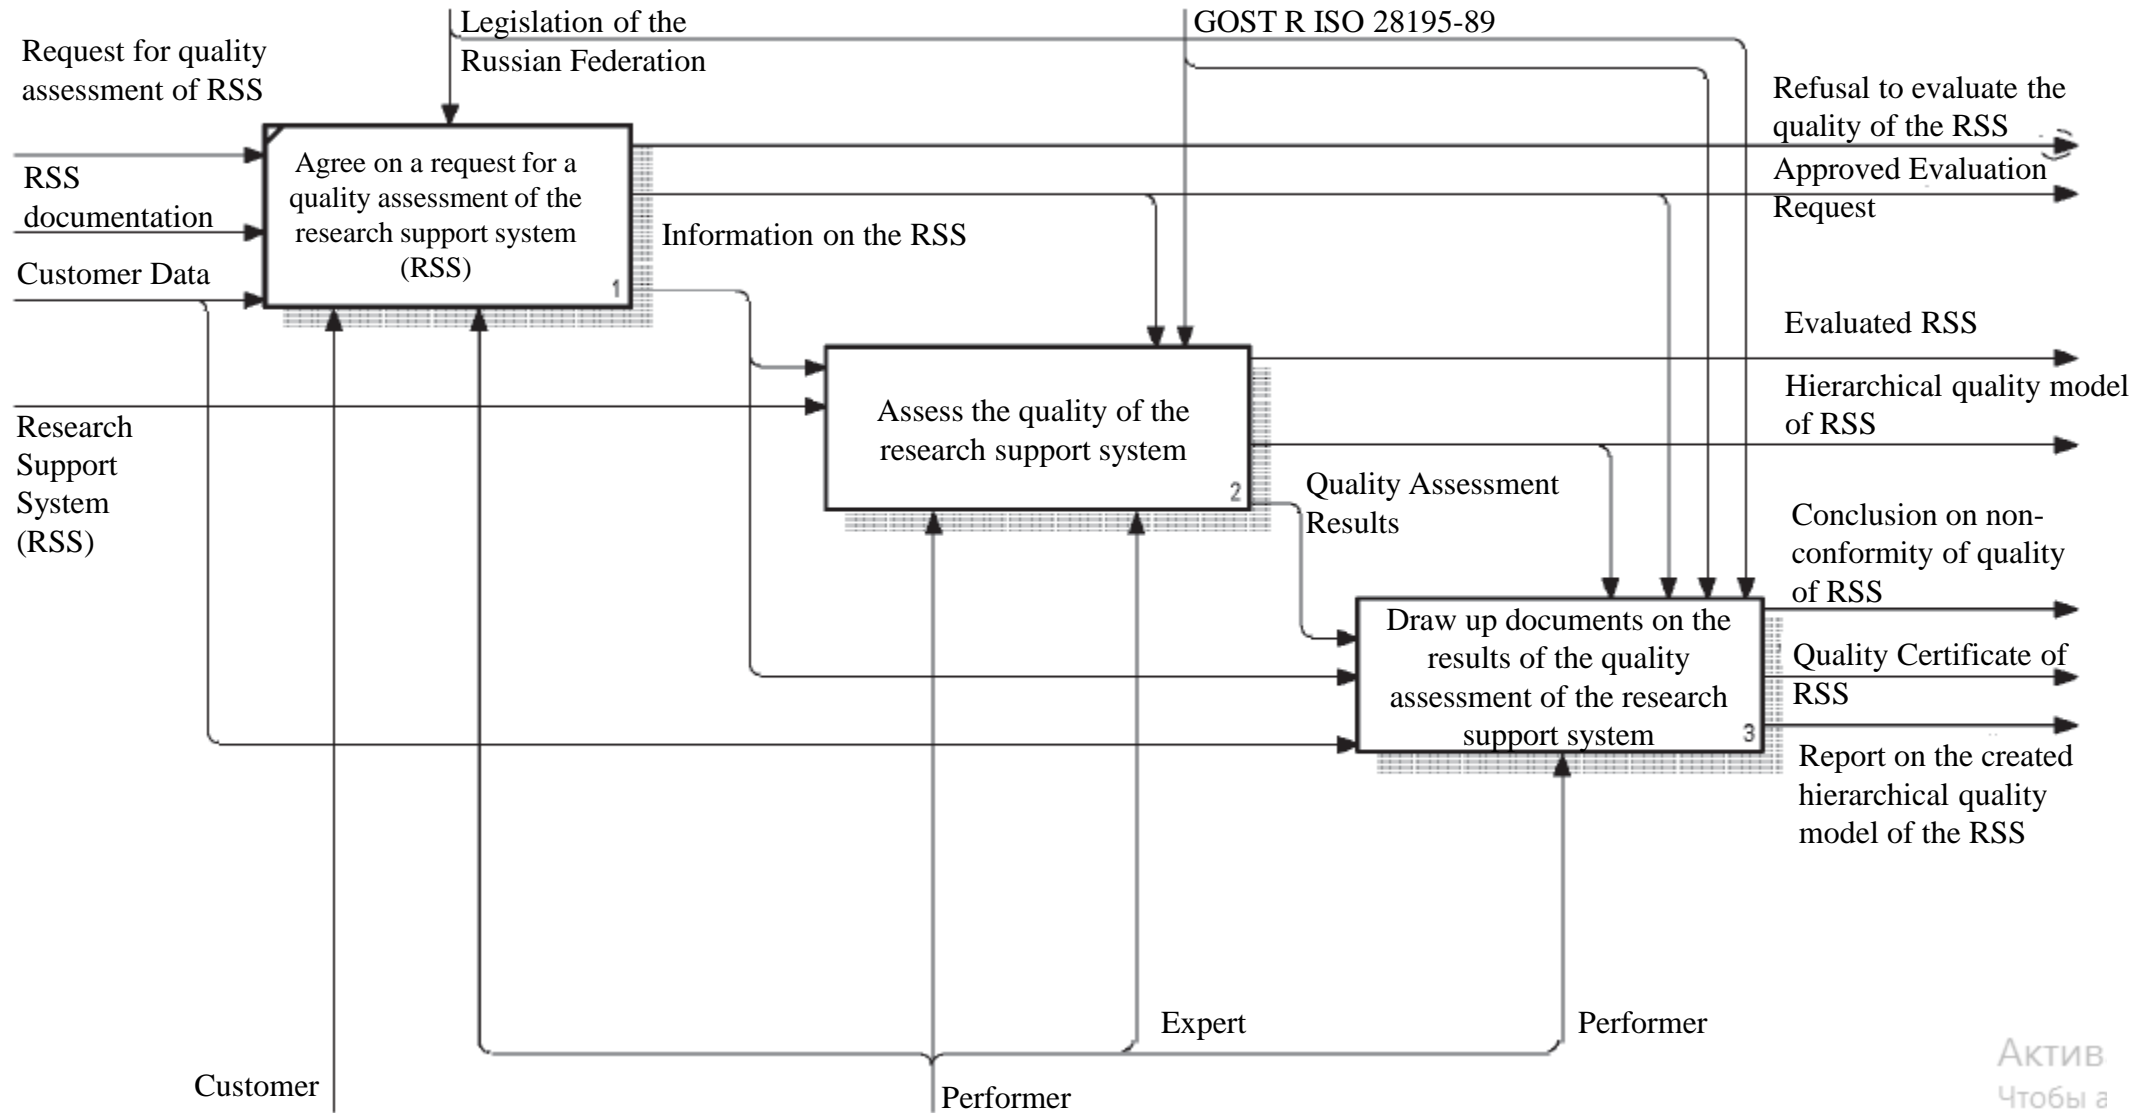 Legislation of the
Russian Federation
GOST R ISO 28195-89
Request for quality
assessment of RSS
RSS
documentation
Customer Data
Agree on a request for a
quality assessment of the
research support system
(RSS)
1
Information on the RSS
Refusal to evaluate the
quality of the RSS
Approved Evaluation
Request
Research
Support
System
(RSS)
Assess the quality of the
research support system
2
Evaluated RSS
Hierarchical quality model
of RSS
Quality Assessment
Results
Conclusion on non-
conformity of quality
of RSS
Draw up documents on the
results of the quality
assessment of the research
support system
3
Quality Certificate of
RSS
Report on the created
hierarchical quality
model of the RSS
Expert
Performer
Customer
Performer
Актив
Чтобы а